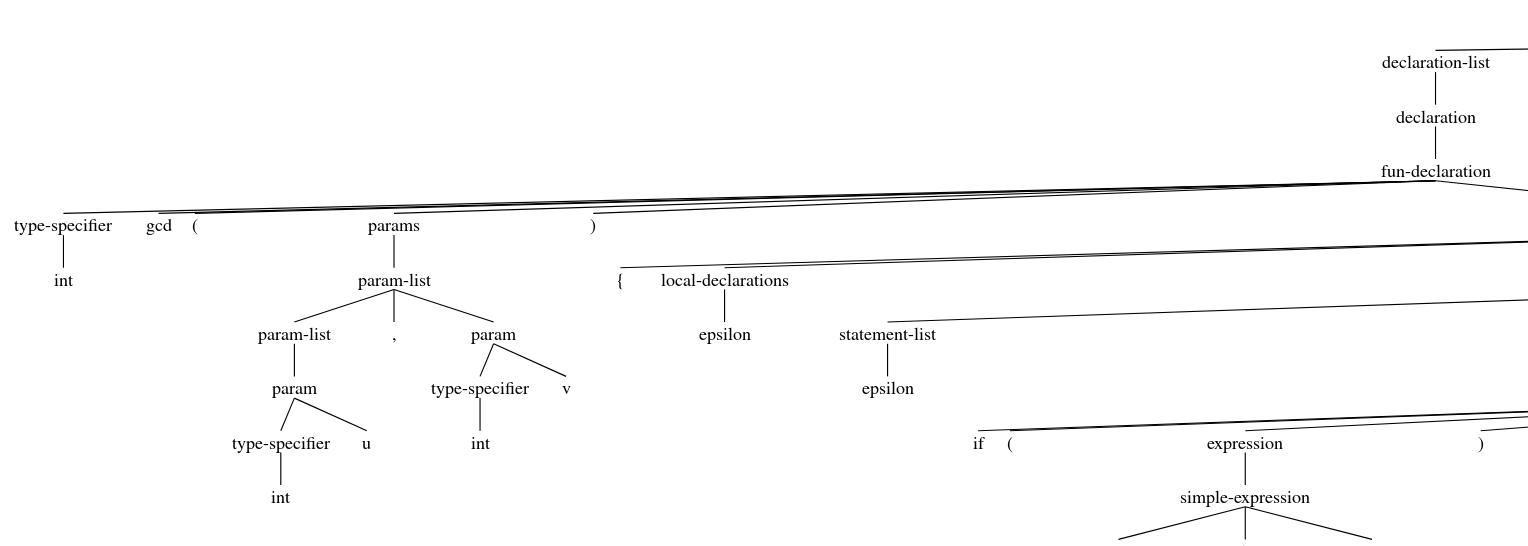 declaration-list
declaration
fun-declaration
type-specifier gcd ( params )
int param-list { local-declarations
param-list , param epsilon statement-list
param type-specifier v epsilon
type-specifier u int if ( expression )
int simple-expression